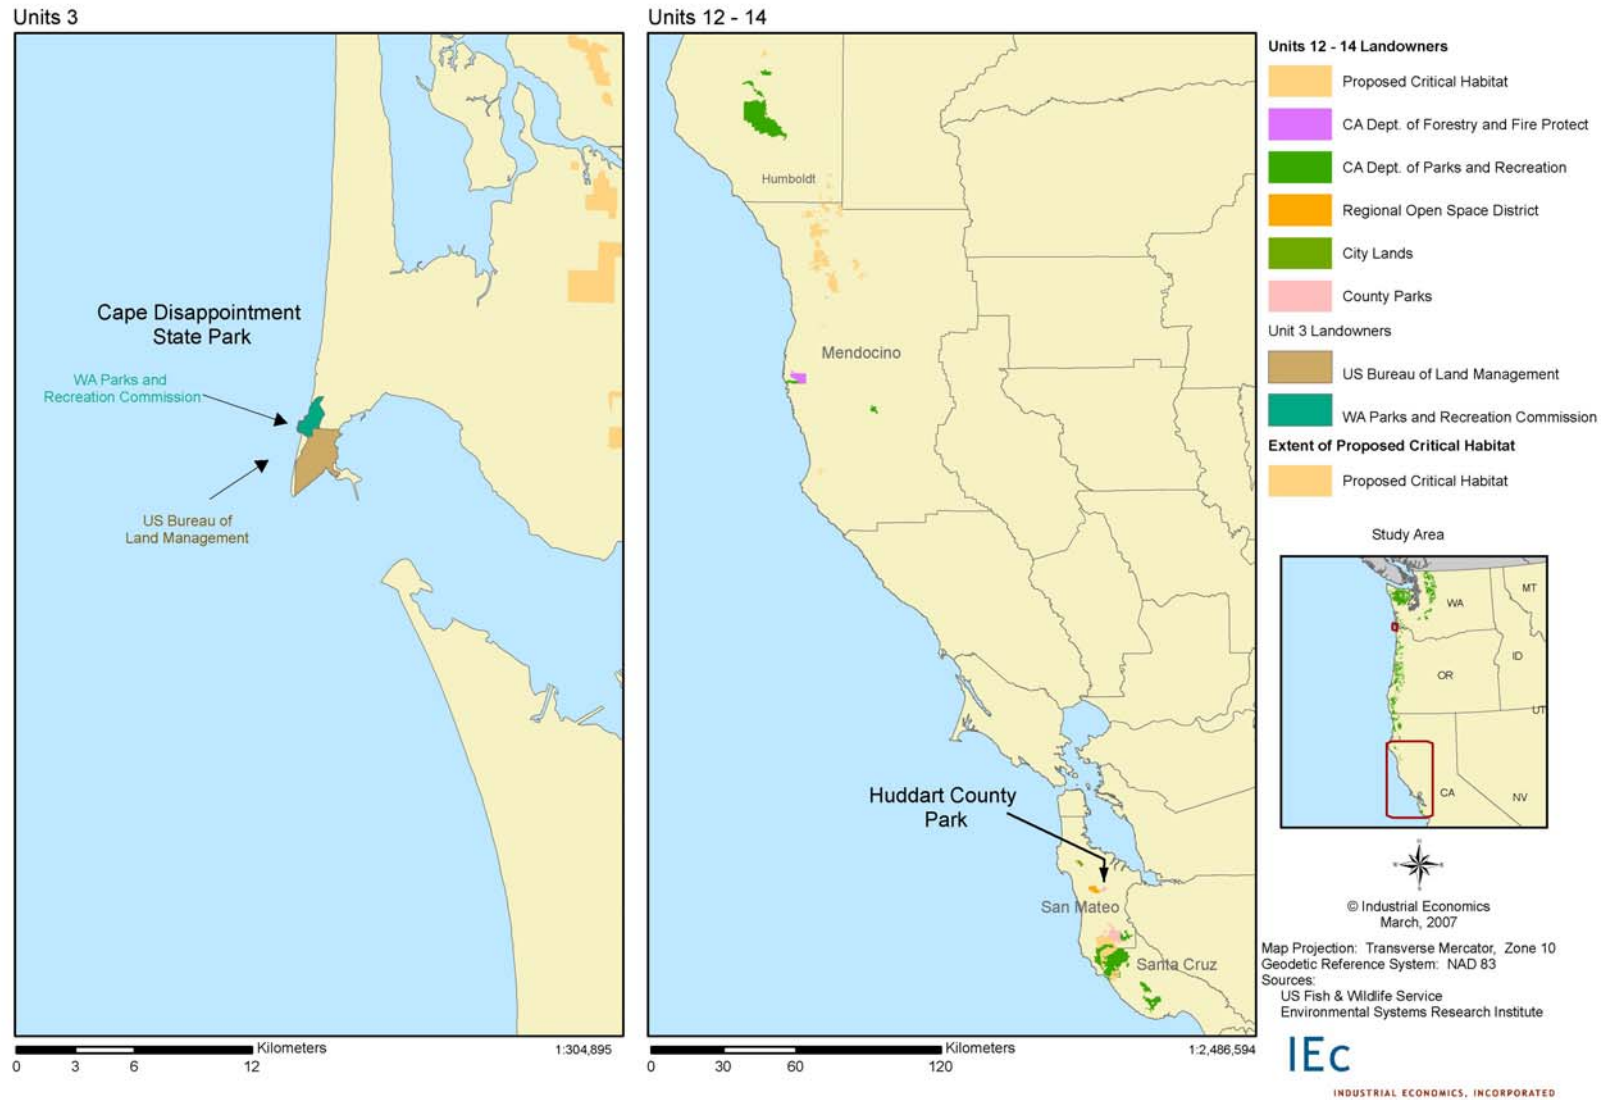 Units 3
Units 12 - 14
Cape Disappointment
State Park
WA Parks and
Recreation Commission
US Bureau of
Land Management
Kilometers
0
3
6
12
1:304,895
Humboldt
Mendocino
Huddart County
Park
San Mateo
Santa Cruz
Kilometers
0
30
60
120
1:2,486,594
Units 12 - 14 Landowners
Proposed Critical Habitat
CA Dept. of Forestry and Fire Protect
CA Dept. of Parks and Recreation
Regional Open Space District
City Lands
County Parks
Unit 3 Landowners
US Bureau of Land Management
WA Parks and Recreation Commission
Extent of Proposed Critical Habitat
Proposed Critical Habitat
Study Area
WA
MT
OR
ID
UT
CA
NV
© Industrial Economics
March, 2007
Map Projection: Transverse Mercator, Zone 10
Geodetic Reference System: NAD 83
Sources:
US Fish & Wildlife Service
Environmental Systems Research Institute
IEc
INDUSTRIAL ECONOMICS, INCORPORATED